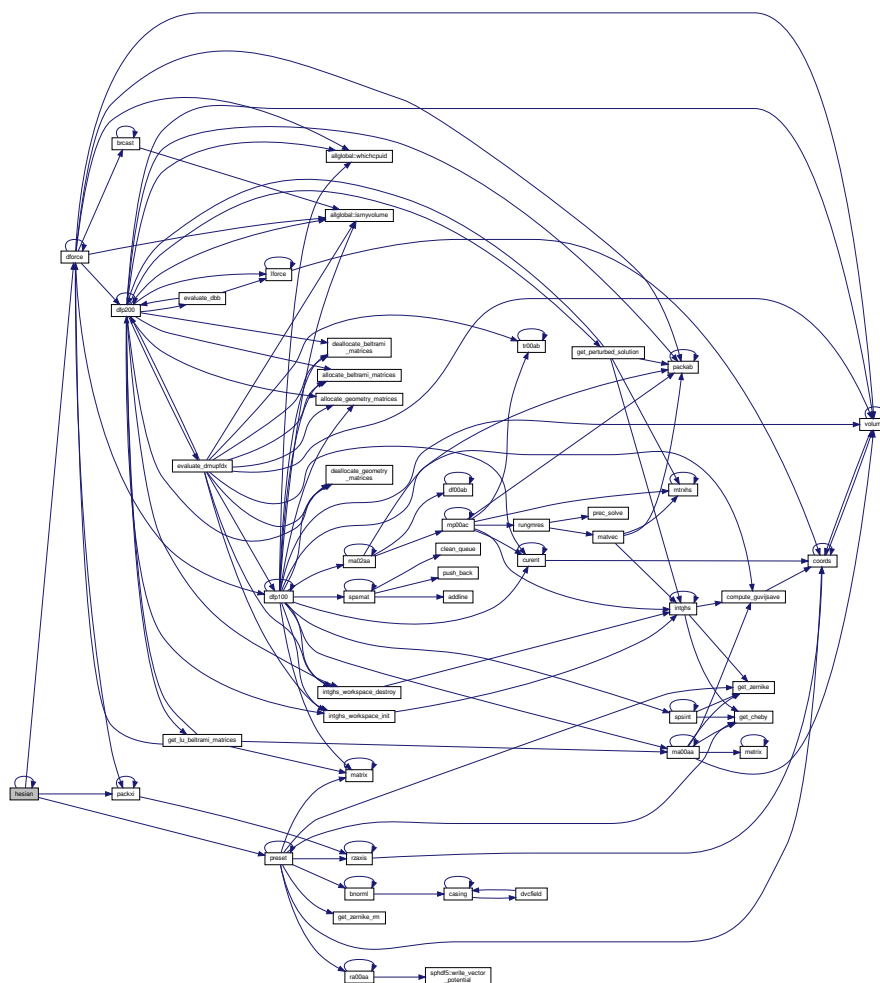 brcast
allglobal::whichcpuid
allglobal::ismyvolume
dforce
lforce
evaluate_dbb
dfp200
deallocate_beltrami
_matrices
tr00ab
get_perturbed_solution
packab
allocate_beltrami_matrices
allocate_geometry_matrices
volum
evaluate_dmupfdx
deallocate_geometry
_matrices
df00ab
mtrxhs
prec_solve
mp00ac
rungmres
matvec
clean_queue
ma02aa
curent
coords
push_back
dfp100
spsmat
addline
compute_guvijsave
intghs
get_zernike
intghs_workspace_destroy
intghs_workspace_init
spsint
get_cheby
get_lu_beltrami_matrices
ma00aa
metrix
matrix
hesian
packxi
preset
rzaxis
bnorml
casing
dvcfield
get_zernike_rm
ra00aa
sphdf5::write_vector
_potential